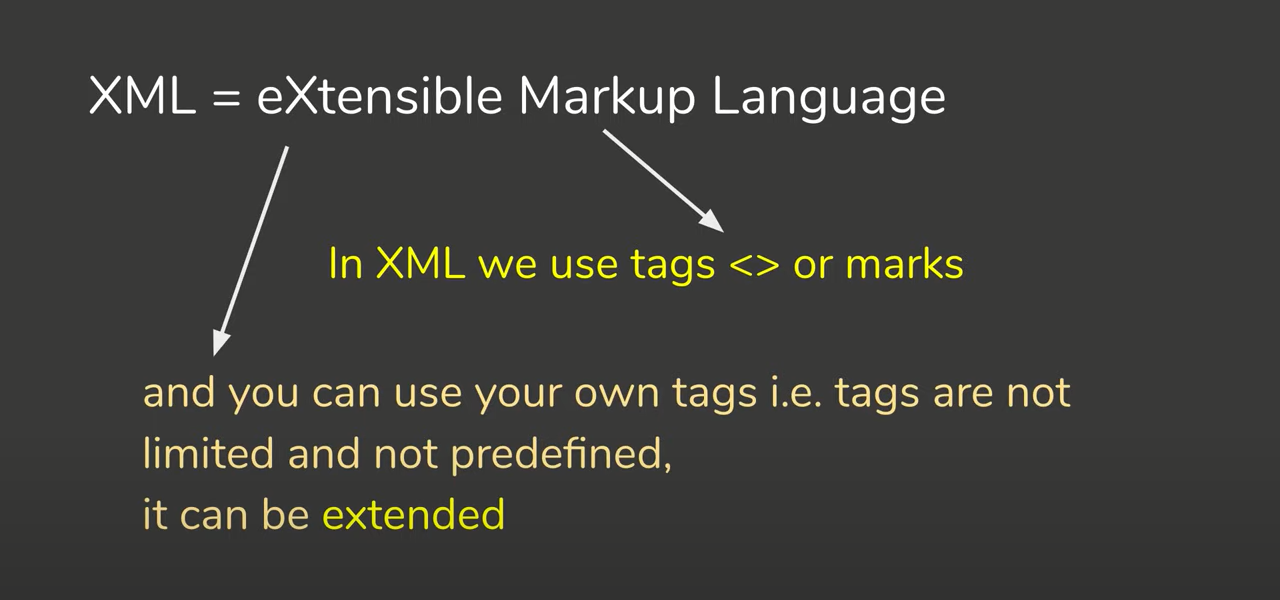 XML = eXtensible Markup Language
In XML we use tags <> or marks
and you can use your own tags i.e. tags are not
limited and not predefined,
it can be extended